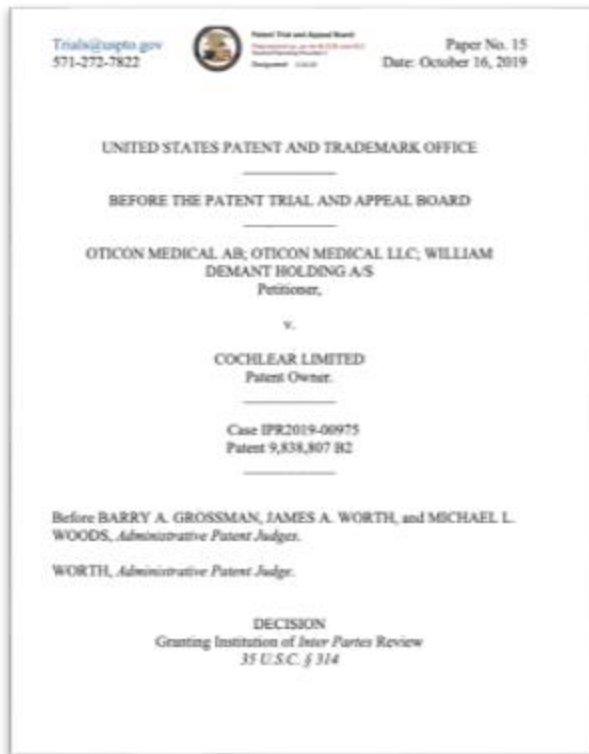 Trials@uspto.gov
571-272-7822
Patent Trial and Appeal Board
Designated:
Paper No. 15
Date: October 16, 2019
UNITED STATES PATENT AND TRADEMARK OFFICE
BEFORE THE PATENT TRIAL AND APPEAL BOARD
OTICON MEDICAL AB; OTICON MEDICAL LLC; WILLIAM
DEMANT HOLDING A/S
Petitioner,
v.
COCHLEAR LIMITED
Patent Owner.
Case IPR2019-00975
Patent 9,838,807 B2
Before BARRY A. GROSSMAN, JAMES A. WORTH, and MICHAEL L.
WOODS, Administrative Patent Judges.
WORTH, Administrative Patent Judge.
DECISION
Granting Institution of Inter Partes Review
35 U.S.C. § 314